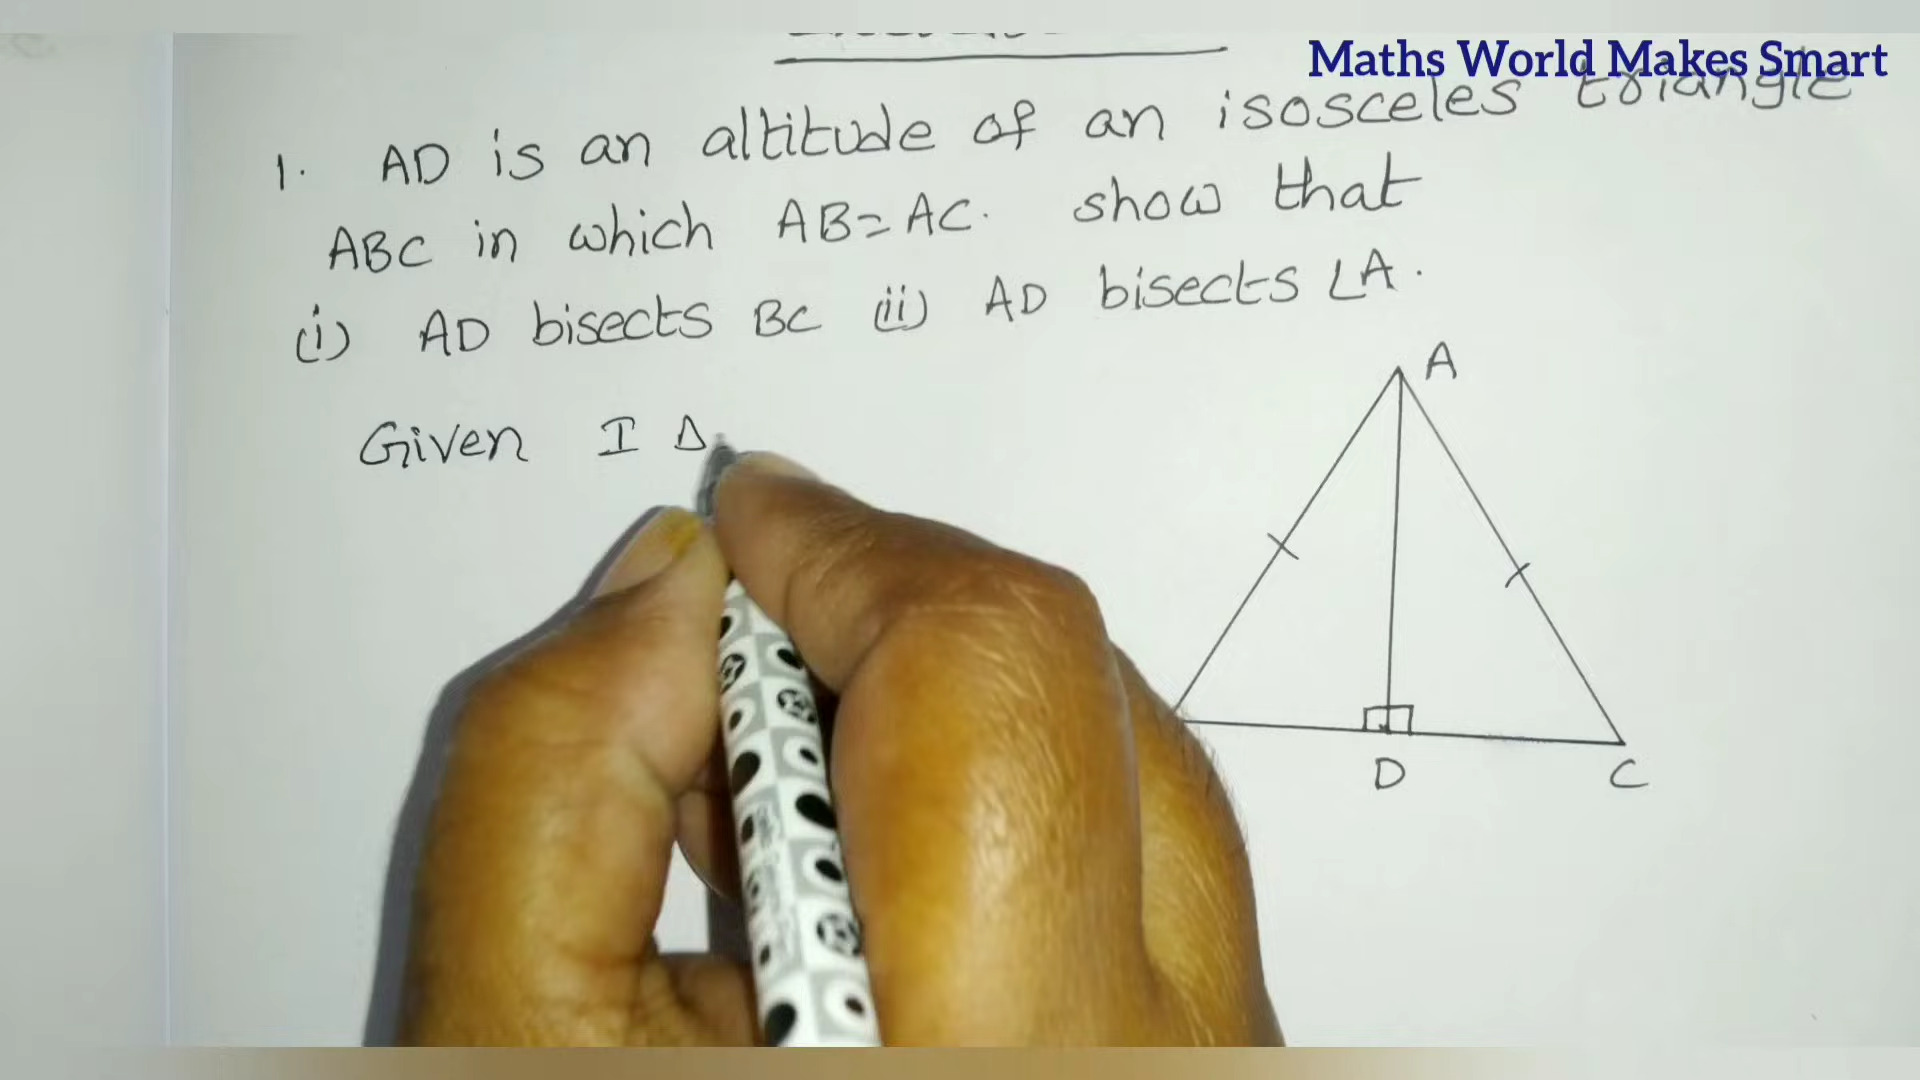 Maths World Makes Smart
1. AD is an altitude of an isosceles triangle
ABC in which AB=AC. show that
(i) AD bisects BC (ii) AD bisects ∠A.
Given I Δ
A
D
C